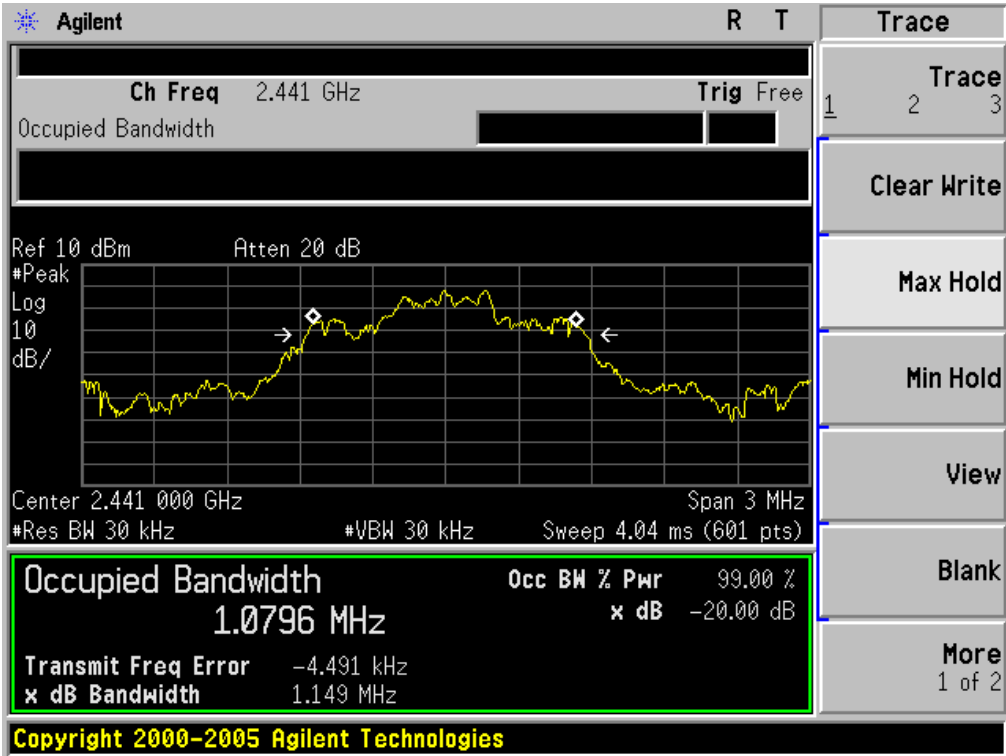 Agilent R T
Trace
Ch Freq 2.441 GHz Trig Free
Occupied Bandwidth
Trace
1 2 3
Clear Write
Max Hold
Min Hold
View
Blank
More
1 of 2
Ref 10 dBm Atten 20 dB
#Peak
Log
10
dB/
Center 2.441 000 GHz Span 3 MHz
#Res BW 30 kHz #VBW 30 kHz Sweep 4.04 ms (601 pts)
Occupied Bandwidth
1.0796 MHz
Occ BW % Pwr 99.00 %
x dB -20.00 dB
Transmit Freq Error -4.491 kHz
x dB Bandwidth 1.149 MHz
Copyright 2000-2005 Agilent Technologies